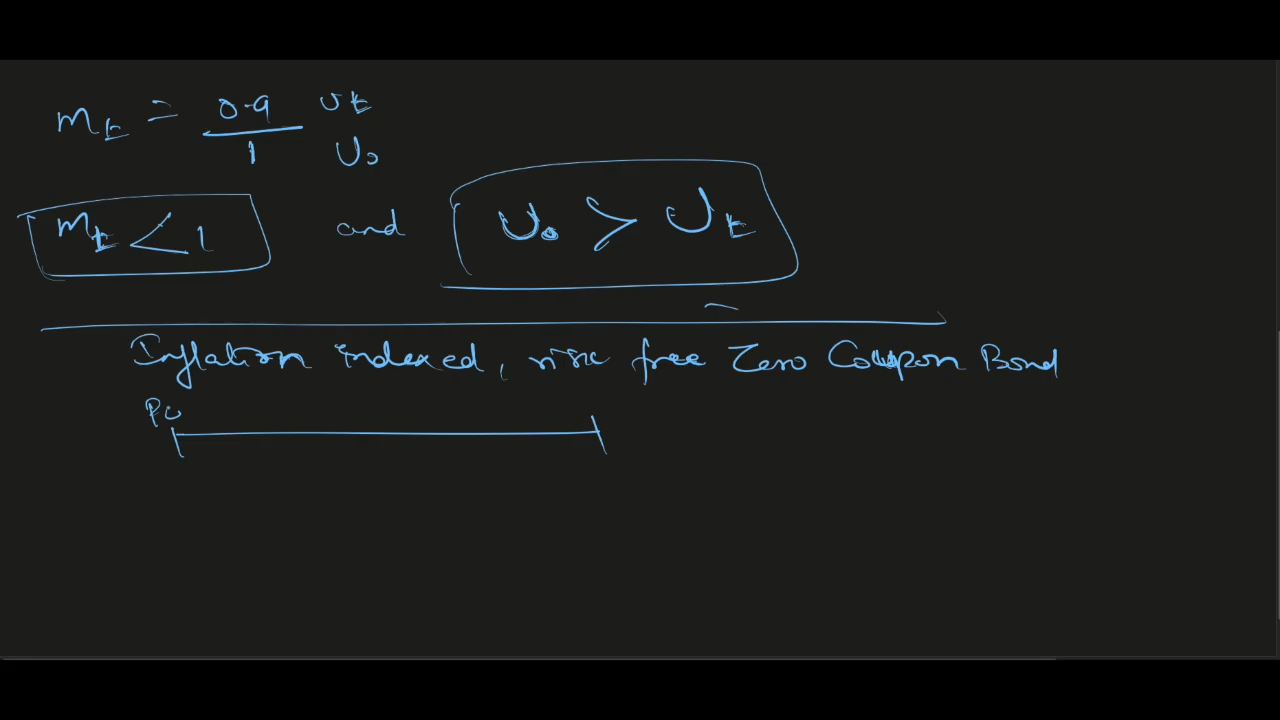 mt = 0.9 Ut
1 U0
mt < 1 and U0 > Ut
Inflation indexed, risk free Zero Coupon Bond
P0